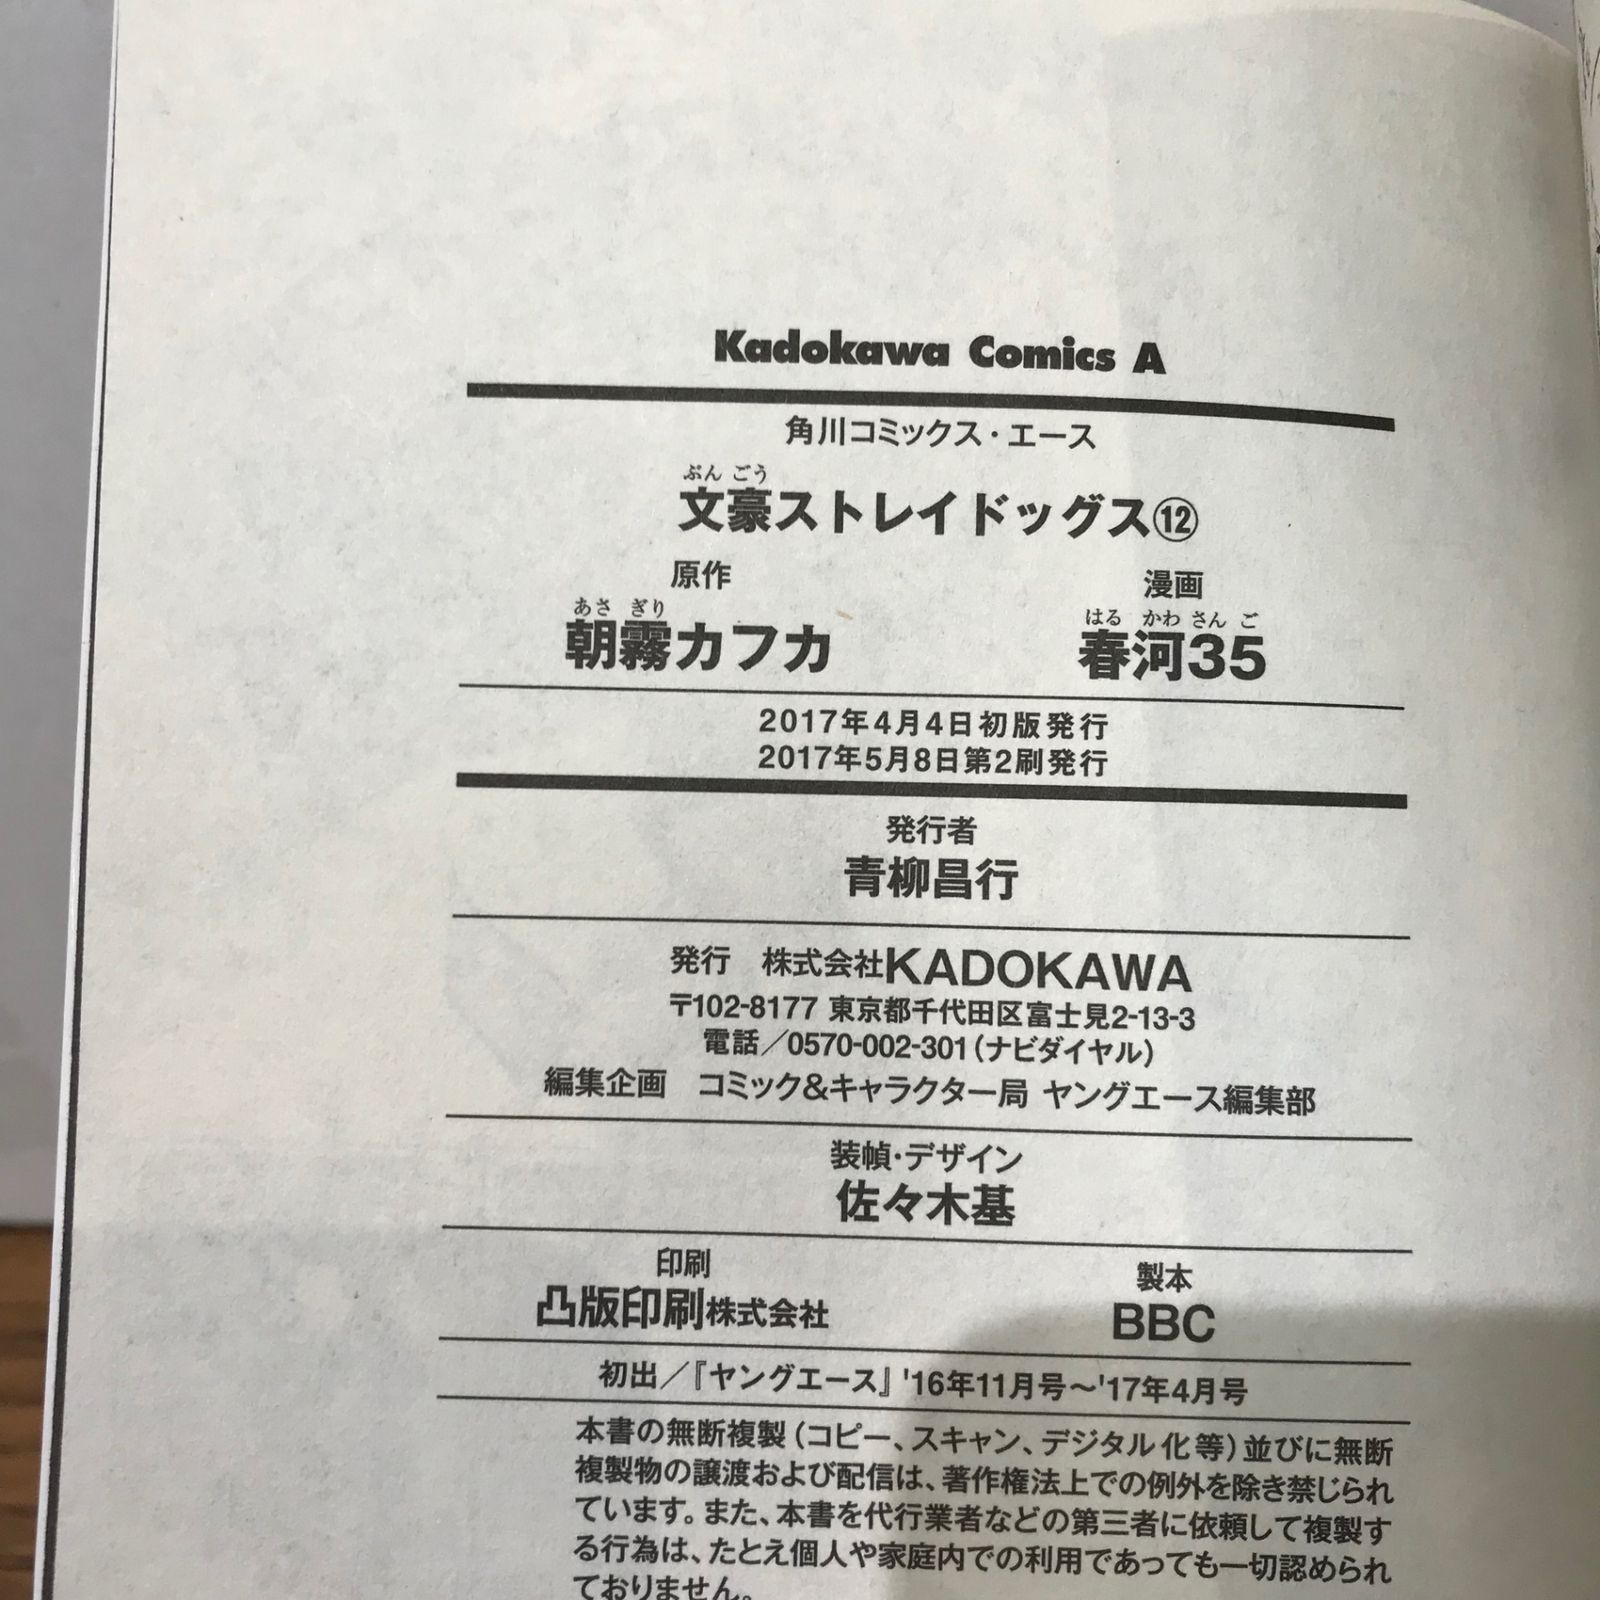 Kadokawa Comics A
角川コミックス・エース
ぶん ごう
文豪ストレイドッグス⑫
原作 漫画
あさ ぎり はる かわ さん ご
朝霧カフカ 春河35
2017年4月4日初版発行
2017年5月8日第2刷発行
発行者
青柳昌行
発行 株式会社KADOKAWA
〒102-8177 東京都千代田区富士見2-13-3
電話／0570-002-301（ナビダイヤル）
編集企画 コミック&キャラクター局 ヤングエース編集部
装幀・デザイン
佐々木基
印刷 製本
凸版印刷株式会社 BBC
初出／『ヤングエース』'16年11月号〜'17年4月号
本書の無断複製（コピー、スキャン、デジタル化等）並びに無断
複製物の譲渡および配信は、著作権法上での例外を除き禁じられ
ています。また、本書を代行業者などの第三者に依頼して複製す
る行為は、たとえ個人や家庭内での利用であっても一切認められ
ておりません。